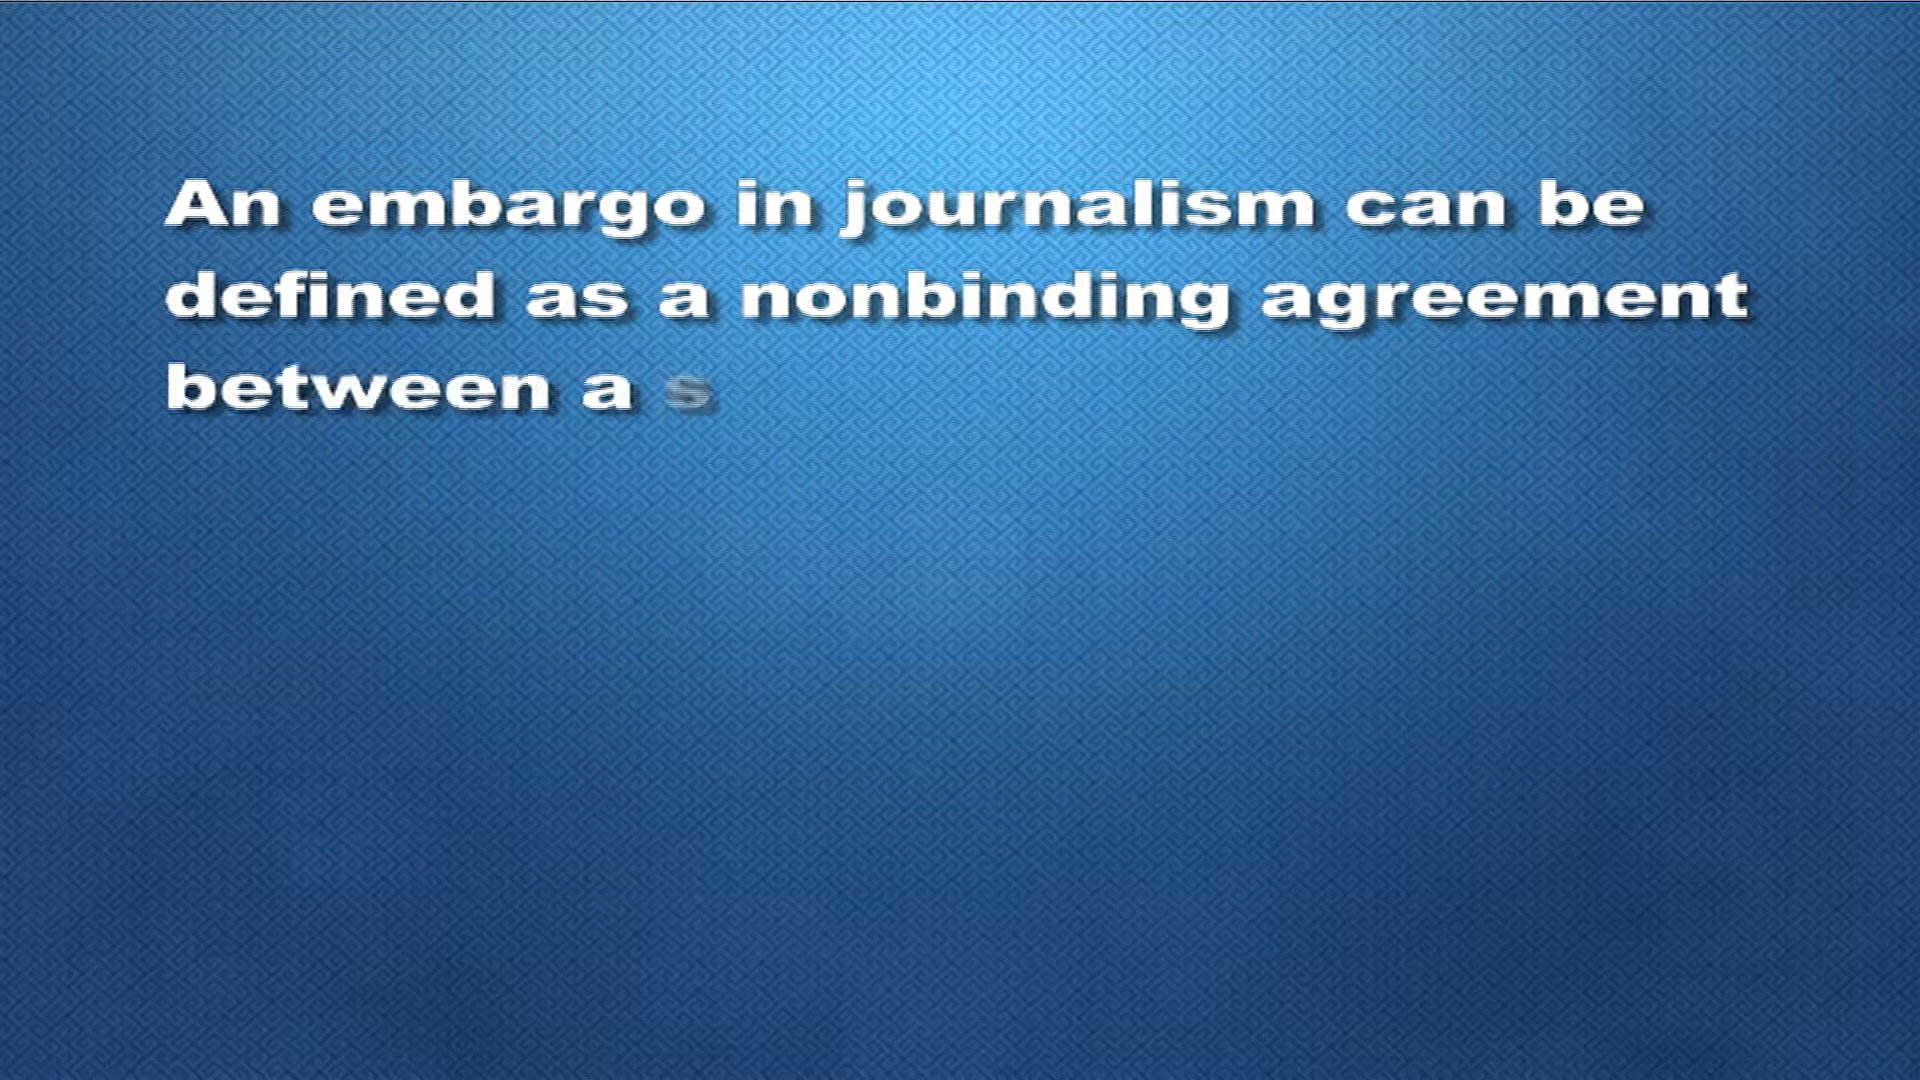 An embargo in journalism can be
defined as a nonbinding agreement
between a s